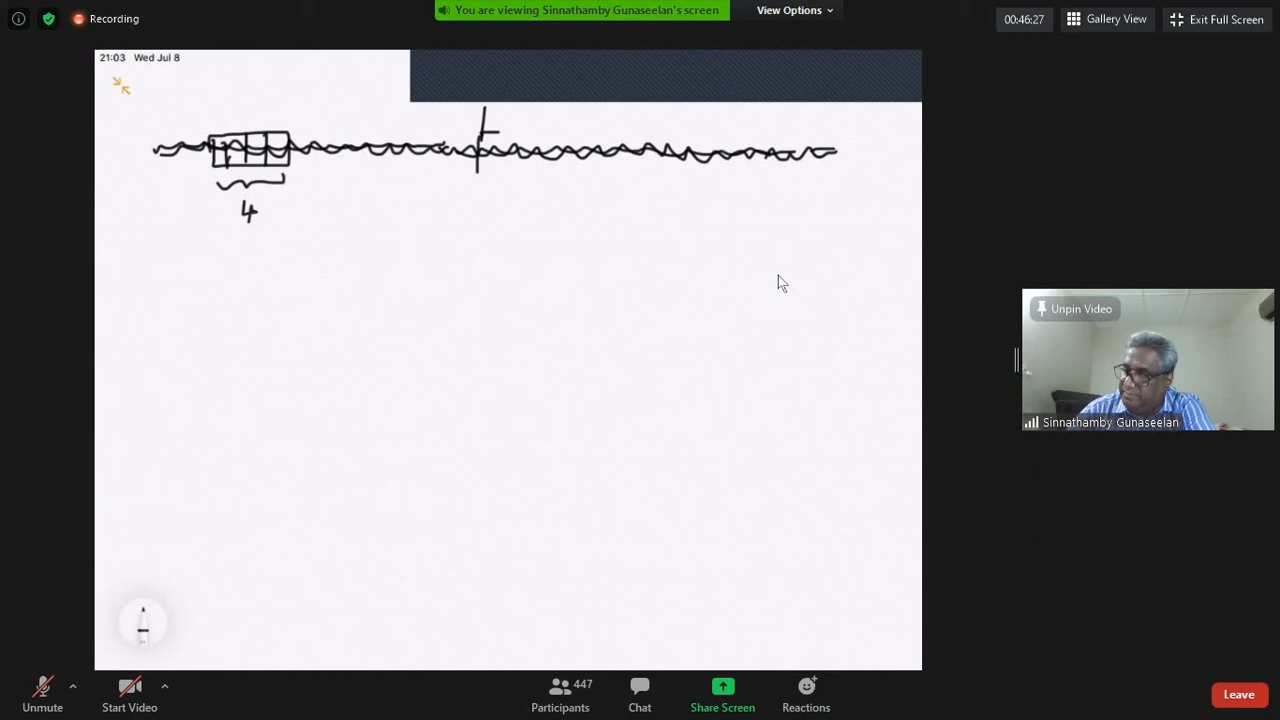 Recording
You are viewing Sinnathamby Gunaseelan's screen
View Options
00:46:27
Gallery View
Exit Full Screen
21:03 Wed Jul 8
4
Unpin Video
Sinnathamby Gunaseelan
Unmute
Start Video
447
Participants
Chat
Share Screen
Reactions
Leave